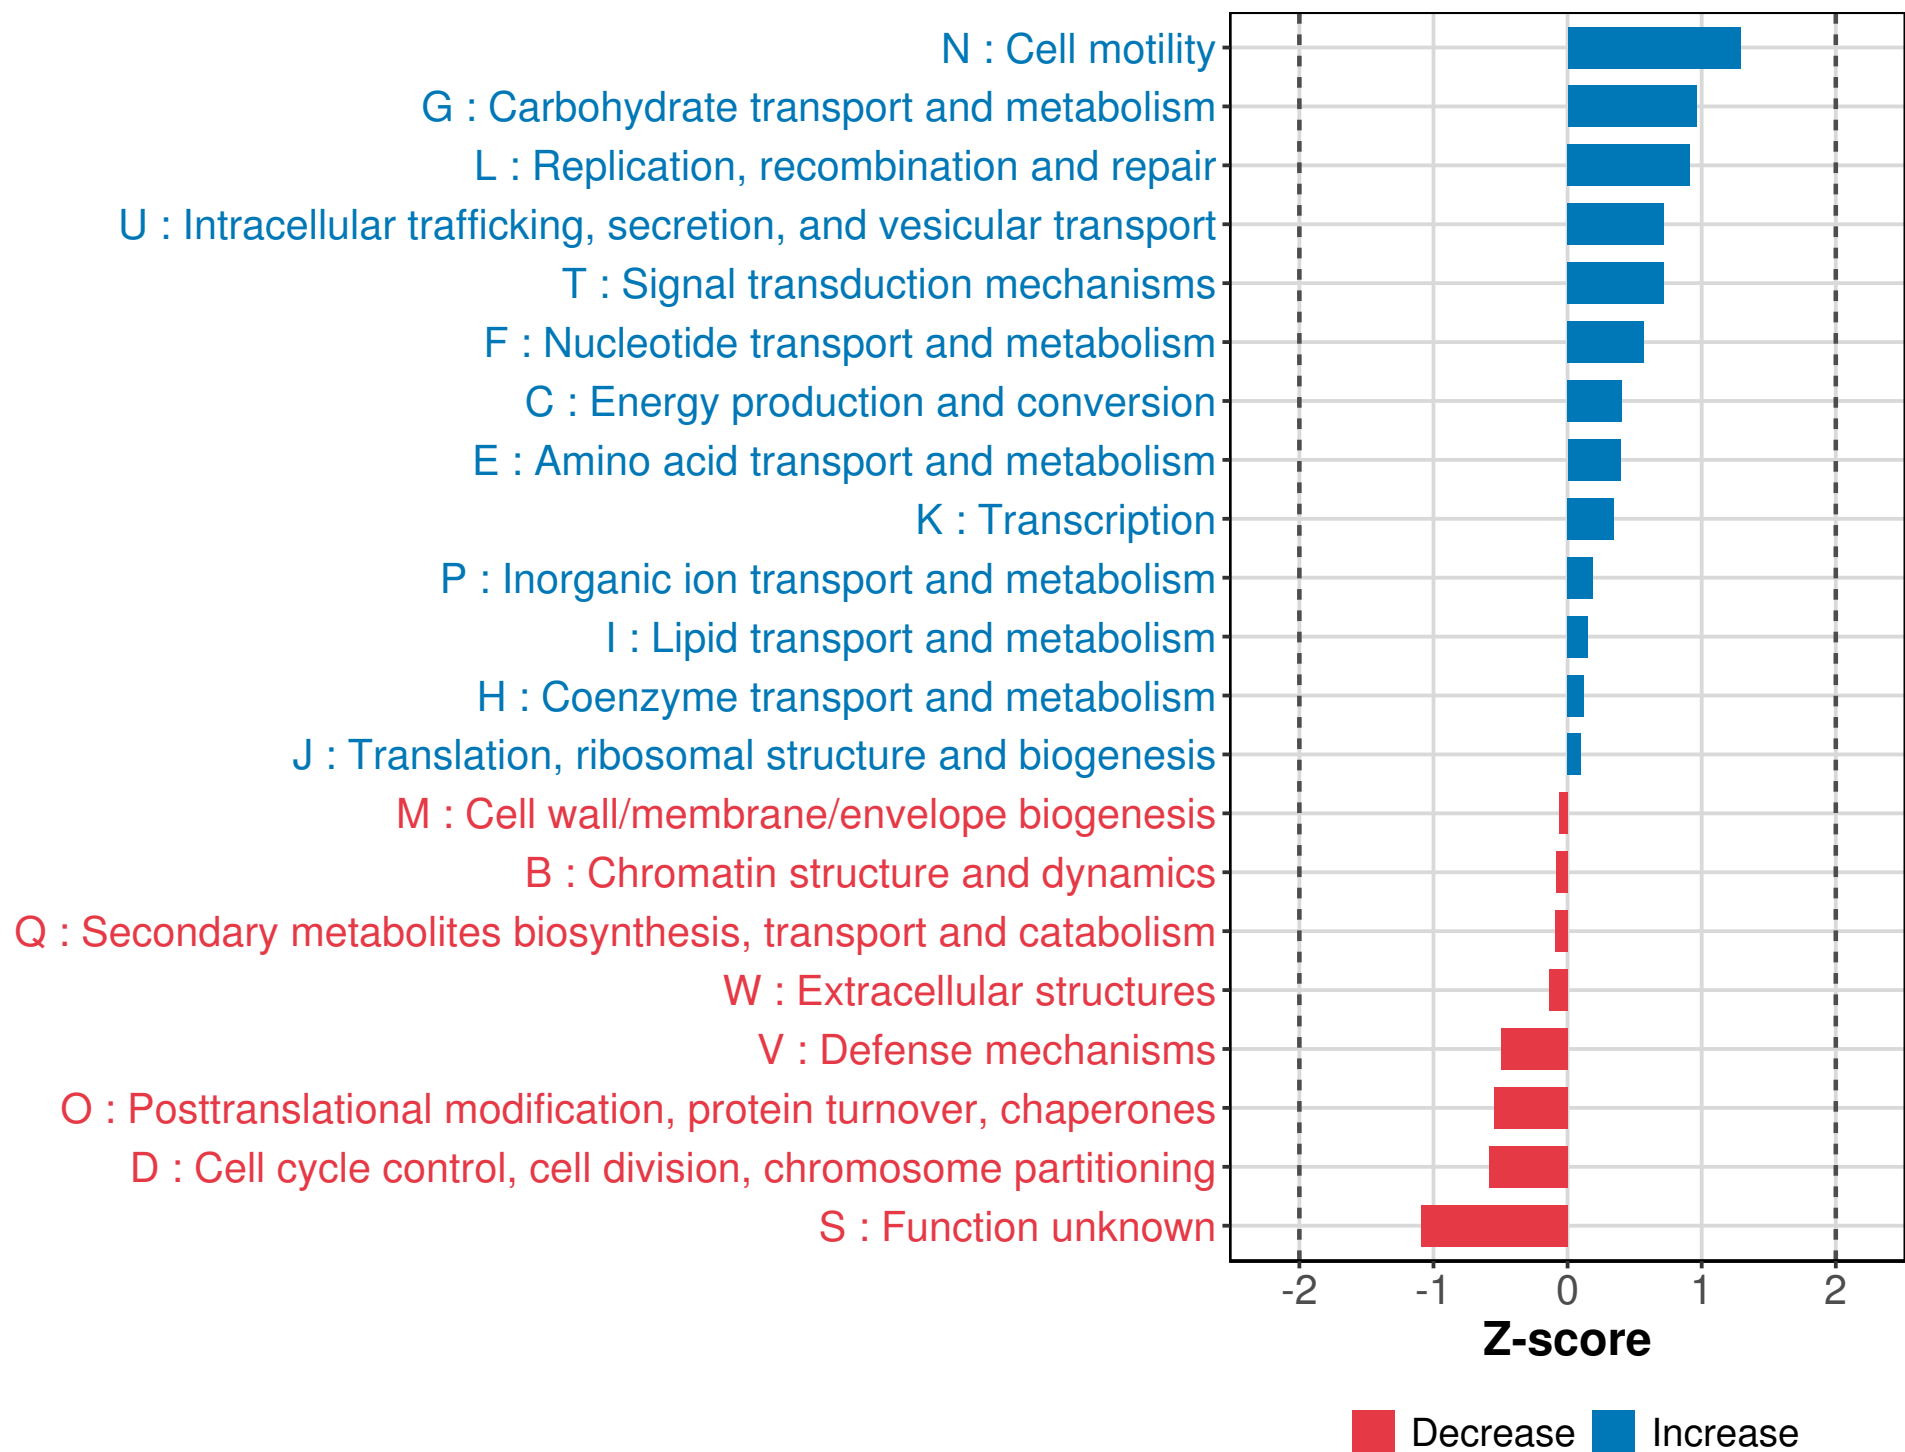 N : Cell motility
G : Carbohydrate transport and metabolism
L : Replication, recombination and repair
U : Intracellular trafficking, secretion, and vesicular transport
T : Signal transduction mechanisms
F : Nucleotide transport and metabolism
C : Energy production and conversion
E : Amino acid transport and metabolism
K : Transcription
P : Inorganic ion transport and metabolism
I : Lipid transport and metabolism
H : Coenzyme transport and metabolism
J : Translation, ribosomal structure and biogenesis
M : Cell wall/membrane/envelope biogenesis
B : Chromatin structure and dynamics
Q : Secondary metabolites biosynthesis, transport and catabolism
W : Extracellular structures
V : Defense mechanisms
O : Posttranslational modification, protein turnover, chaperones
D : Cell cycle control, cell division, chromosome partitioning
S : Function unknown
-2 -1 0 1 2
Z-score
Decrease Increase